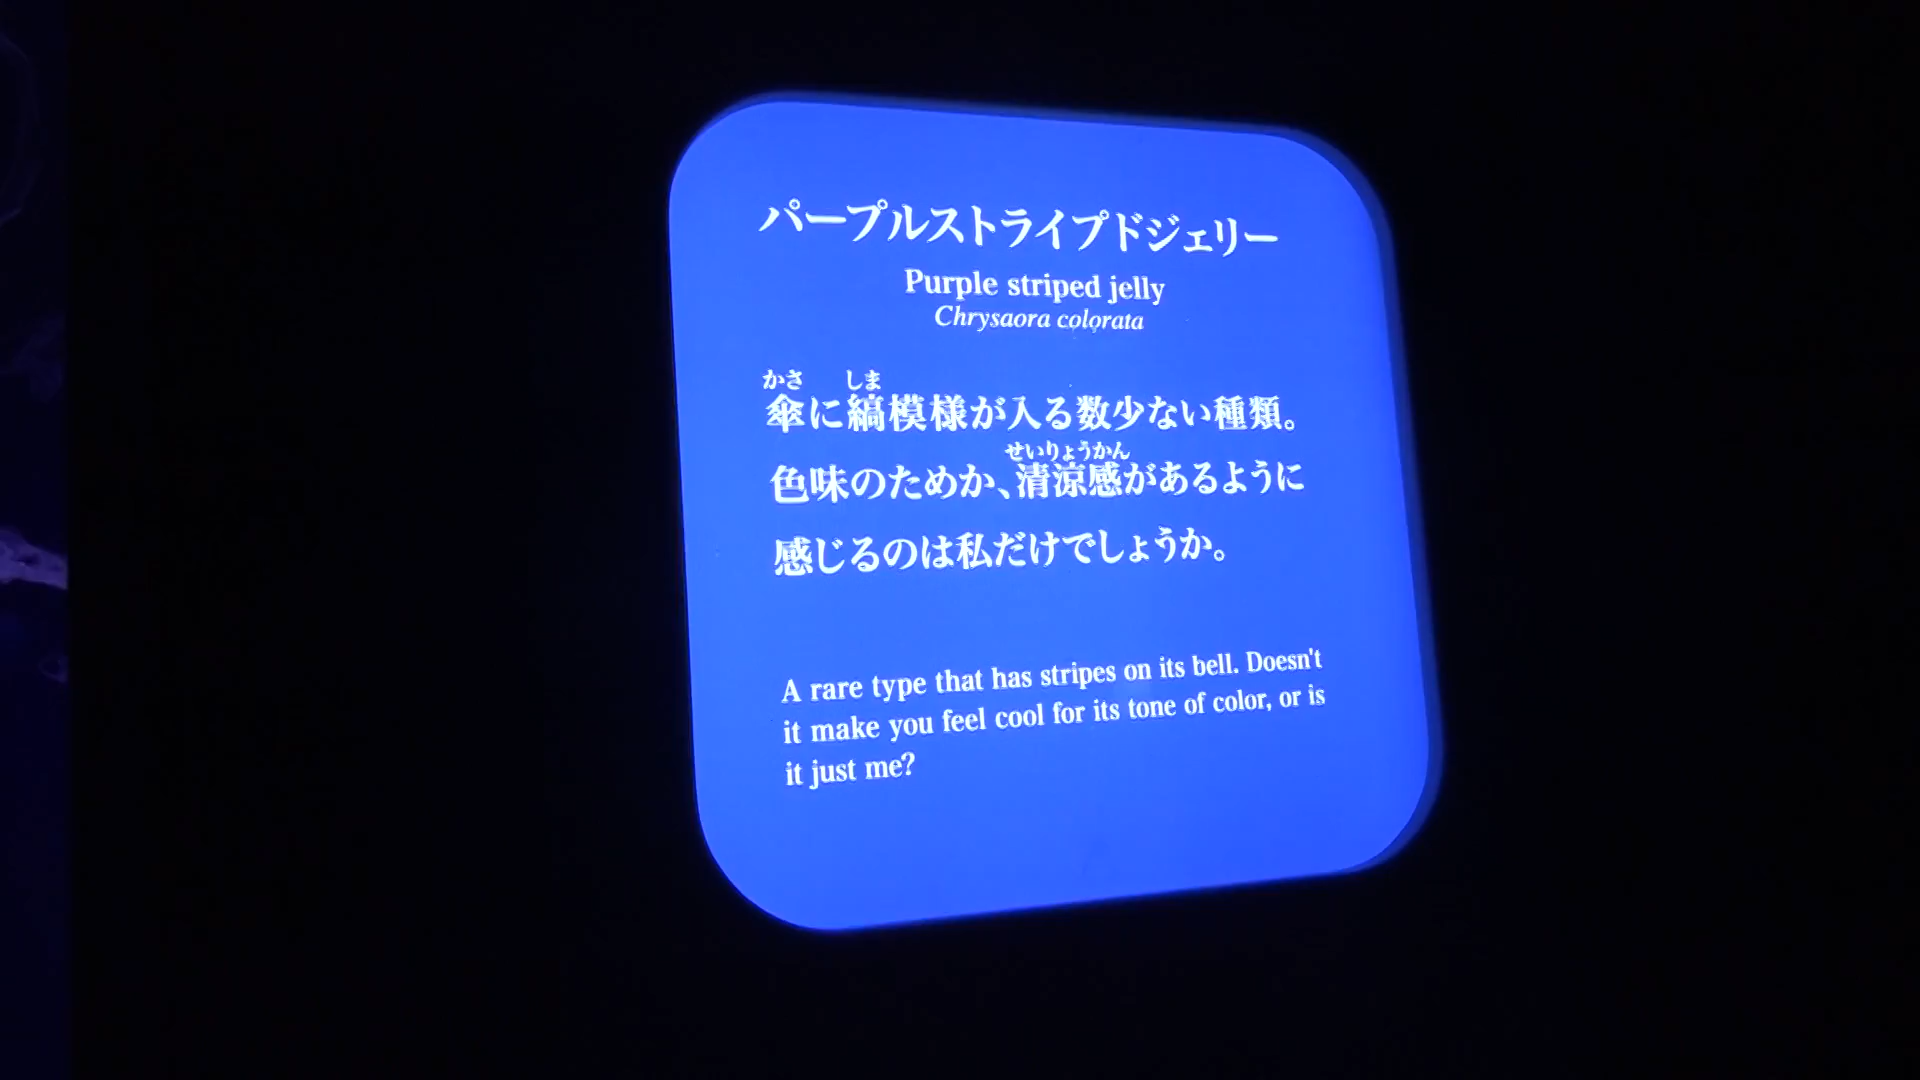 パープルストライプドジェリー
Purple striped jelly
Chrysaora colorata
かさ しま
傘に縞模様が入る数少ない種類。
せいりょうかん
色味のためか、清涼感があるように
感じるのは私だけでしょうか。
A rare type that has stripes on its bell. Doesn't
it make you feel cool for its tone of color, or is
it just me?